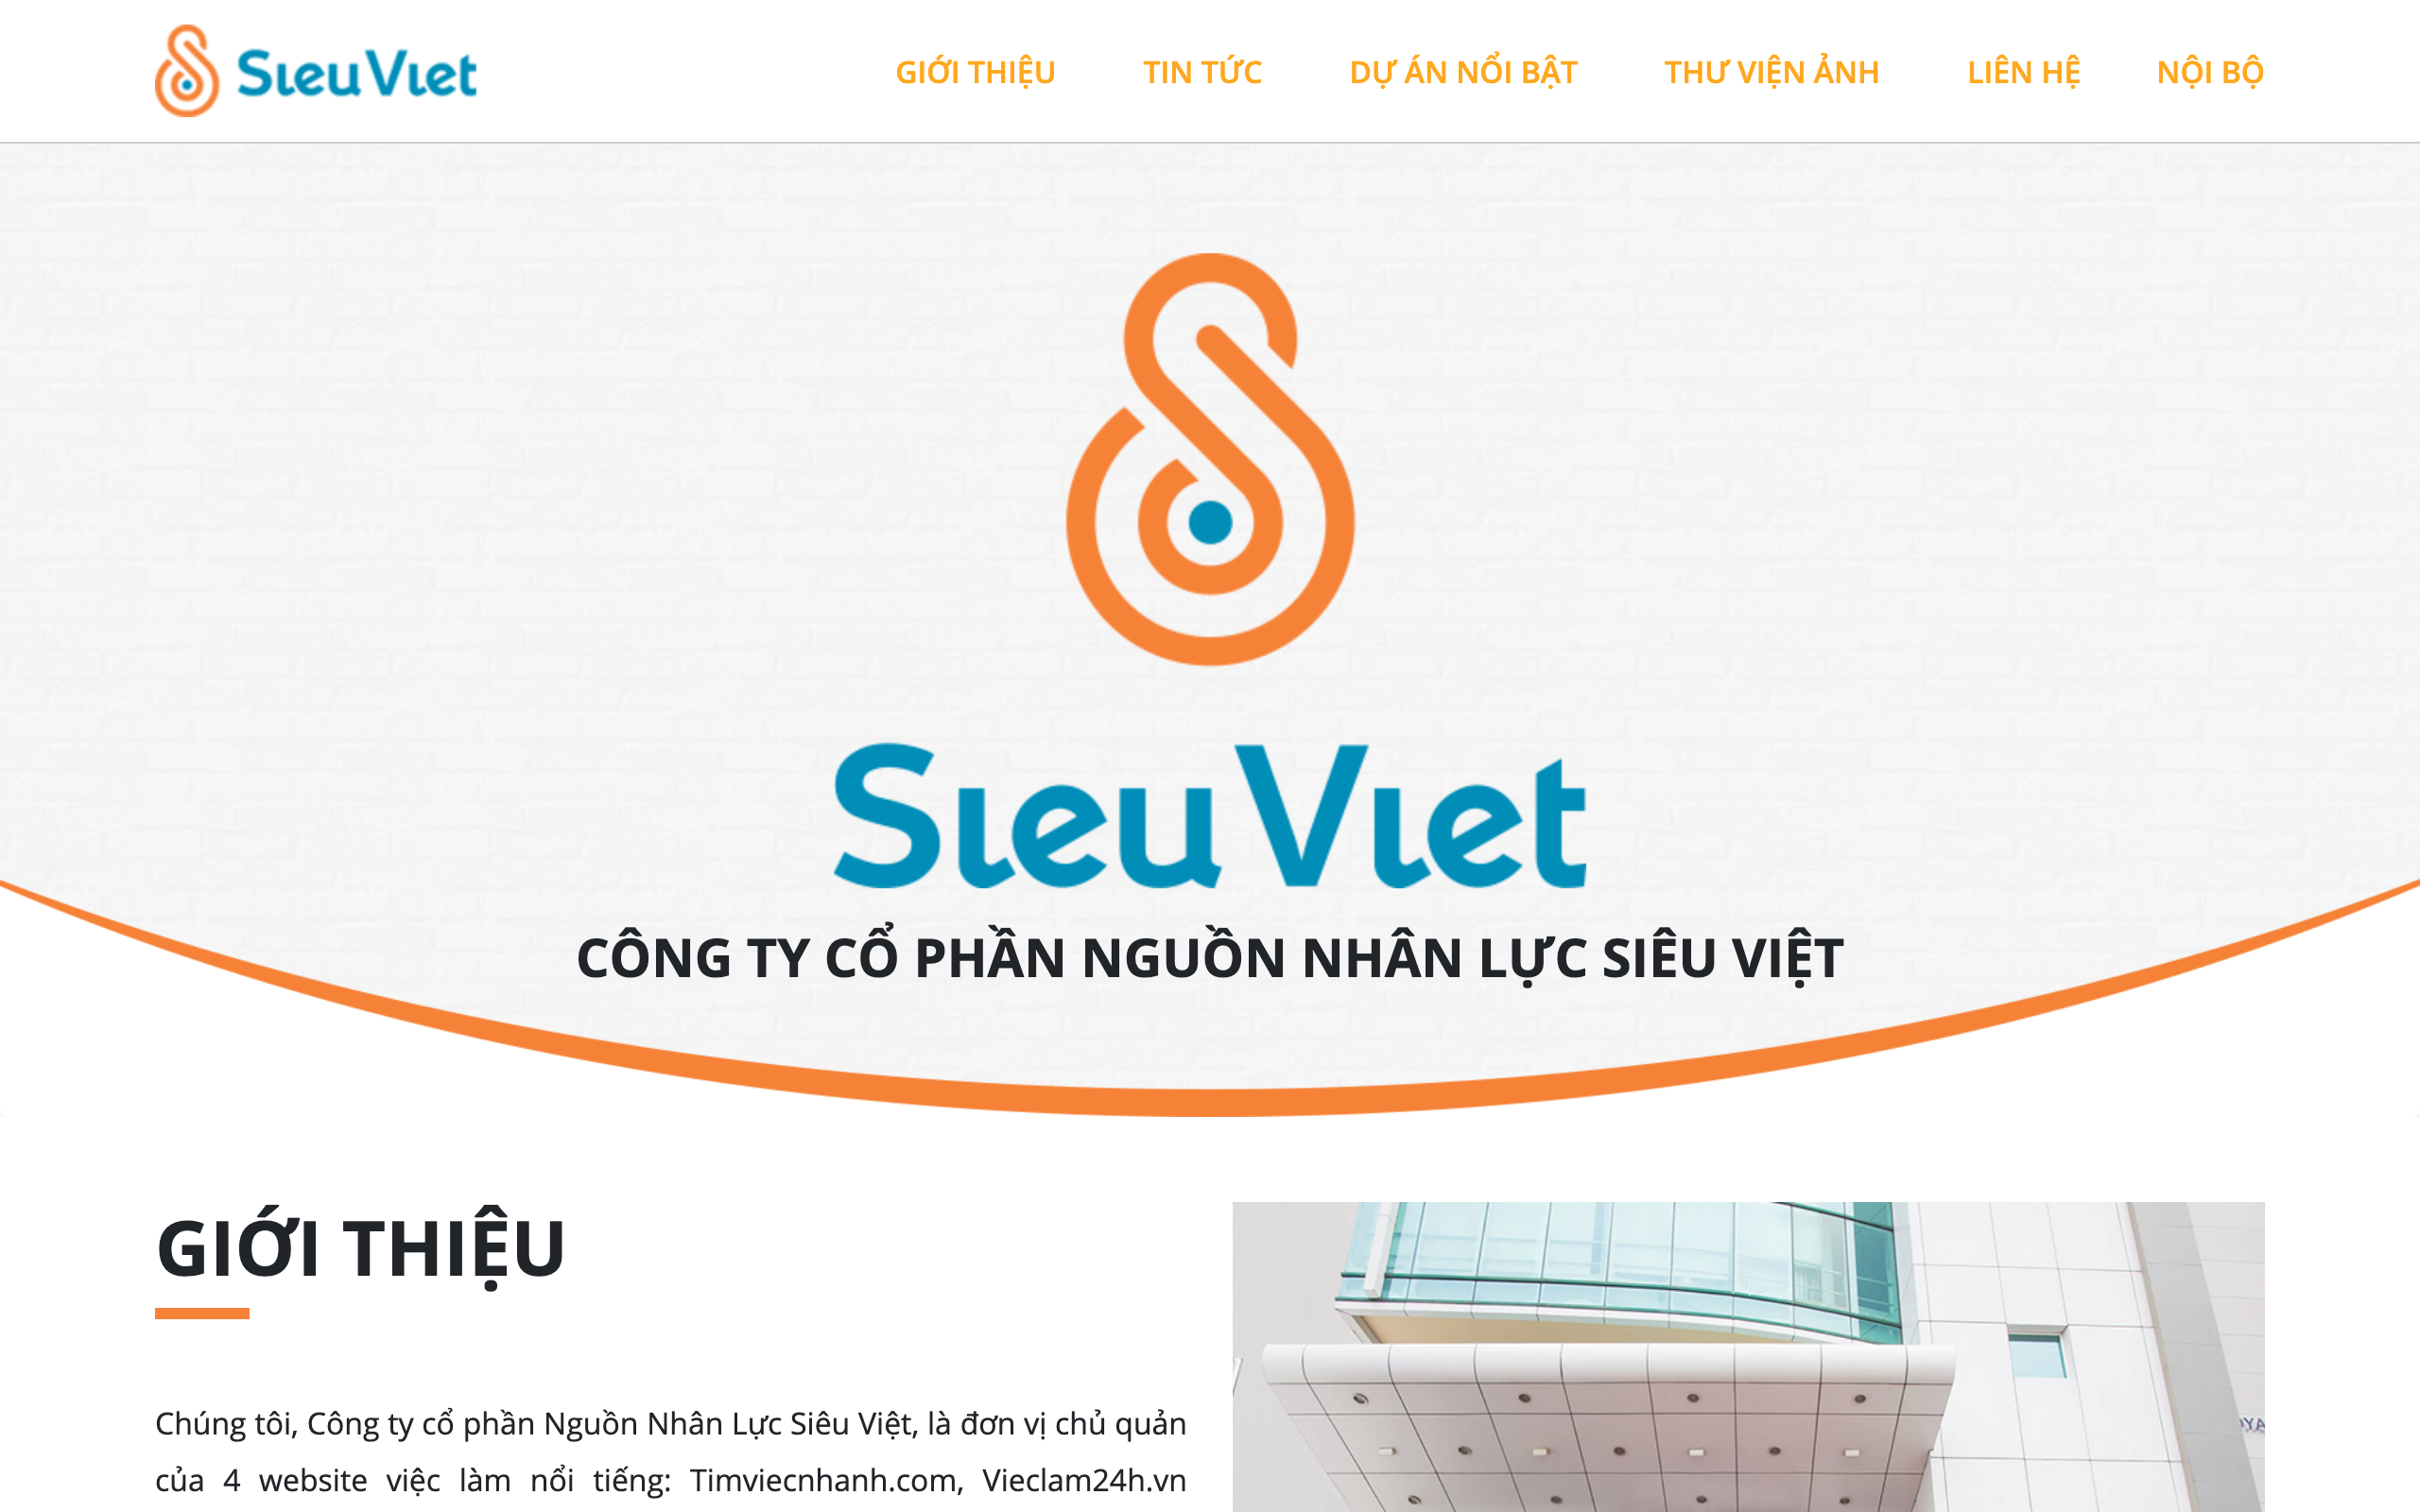 SieuViet
GIỚI THIỆU
TIN TỨC
DỰ ÁN NỔI BẬT
THƯ VIỆN ẢNH
LIÊN HỆ
NỘI BỘ
SieuViet
CÔNG TY CỔ PHẦN NGUỒN NHÂN LỰC SIÊU VIỆT
GIỚI THIỆU
Chúng tôi, Công ty cổ phần Nguồn Nhân Lực Siêu Việt, là đơn vị chủ quản
của 4 website việc làm nổi tiếng: Timviecnhanh.com, Vieclam24h.vn